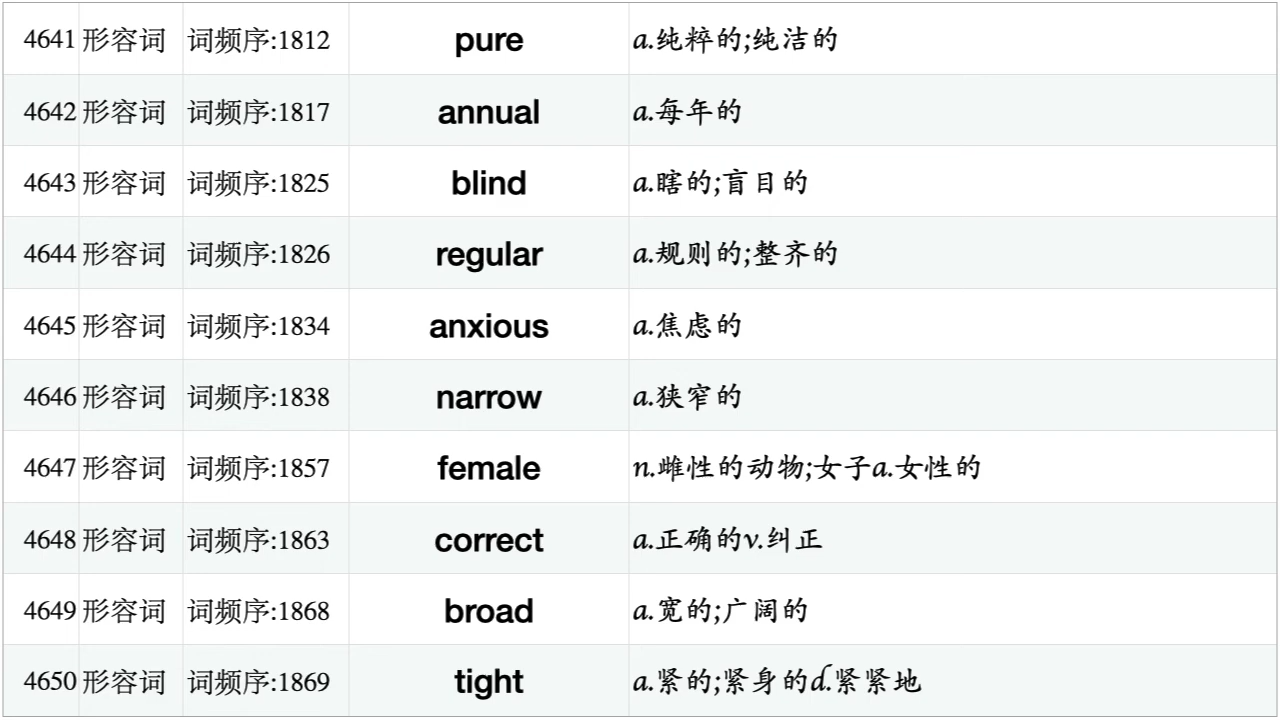 4641 形容词 词频序:1812 pure a.纯粹的;纯洁的
4642 形容词 词频序:1817 annual a.每年的
4643 形容词 词频序:1825 blind a.瞎的;盲目的
4644 形容词 词频序:1826 regular a.规则的;整齐的
4645 形容词 词频序:1834 anxious a.焦虑的
4646 形容词 词频序:1838 narrow a.狭窄的
4647 形容词 词频序:1857 female n.雌性的动物;女子a.女性的
4648 形容词 词频序:1863 correct a.正确的v.纠正
4649 形容词 词频序:1868 broad a.宽的;广阔的
4650 形容词 词频序:1869 tight a.紧的;紧身的d.紧紧地